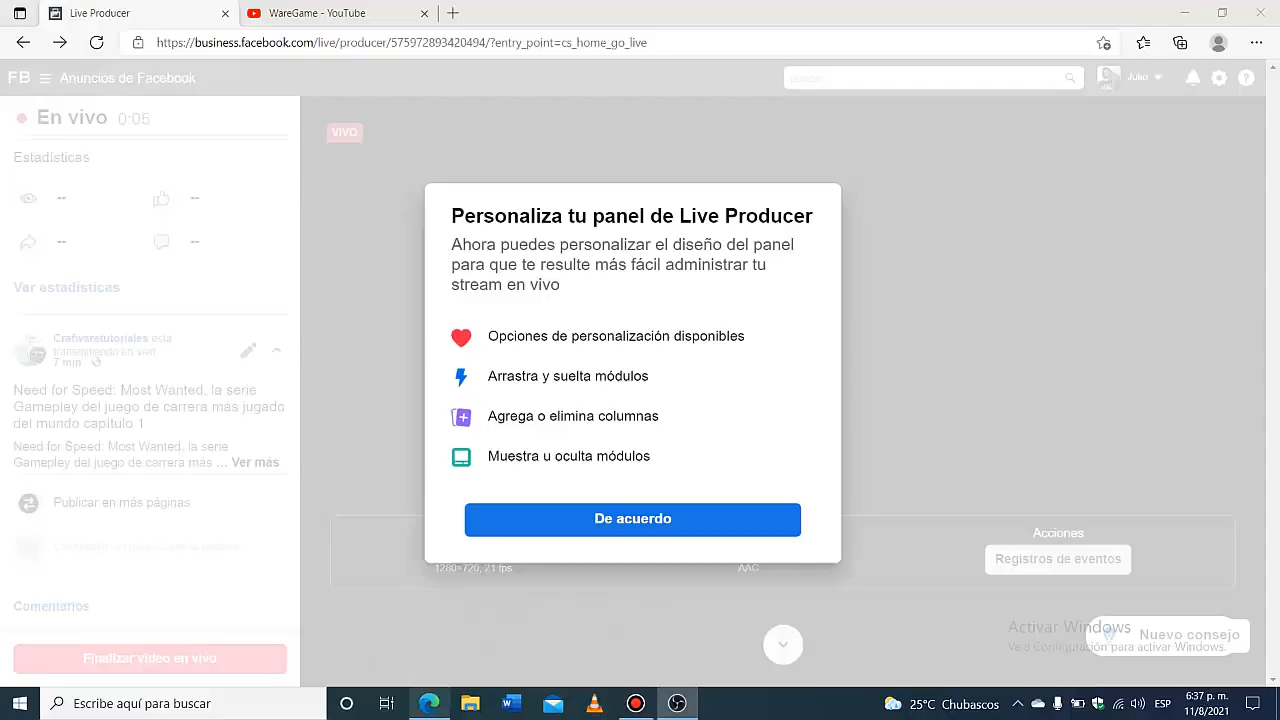 Live Producer
WareGame - YouTube
https://business.facebook.com/live/producer/575972893420494/?entry_point=cs_home_go_live
FB Anuncios de Facebook
Julio
En vivo 0:05
VIVO
Estadísticas
--
--
--
--
Ver estadísticas
Crafwaretutoriales está
transmitiendo en vivo
7 min
Need for Speed: Most Wanted, la serie
Gamepley del juego de carrera más jugado
del mundo capitulo 1
Need for Speed: Most Wanted, la serie
Gamepley del juego de carrera más ... Ver más
Publicar en más páginas
Comentarios
Finalizar video en vivo
Personaliza tu panel de Live Producer
Ahora puedes personalizar el diseño del panel
para que te resulte más fácil administrar tu
stream en vivo
Opciones de personalización disponibles
Arrastra y suelta módulos
Agrega o elimina columnas
Muestra u oculta módulos
De acuerdo
1280×720, 21 fps
AAC
Acciones
Registros de eventos
Activar Windows
Ve a Configuración para activar Windows.
Nuevo consejo
Escribe aquí para buscar
25°C Chubascos
ESP
6:37 p. m.
11/8/2021